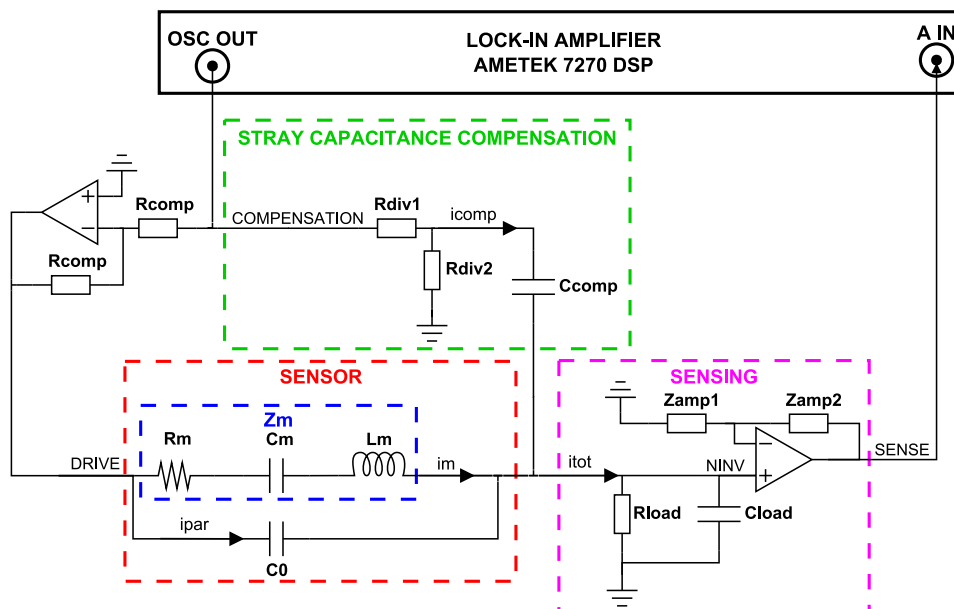 OSC OUT
LOCK-IN AMPLIFIER
AMETEK 7270 DSP
A IN
STRAY CAPACITANCE COMPENSATION
+
−
Rcomp
COMPENSATION
Rdiv1
icomp
Rcomp
Rdiv2
Ccomp
SENSOR
SENSING
Zm
Zamp1
Zamp2
Rm
Cm
Lm
−
DRIVE
im
itot
NINV
+
SENSE
ipar
Rload
Cload
C0